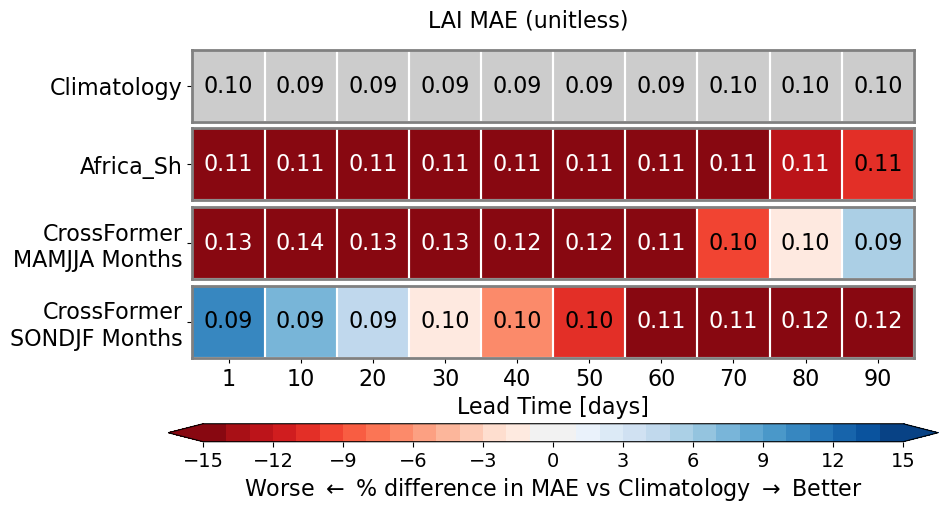 LAI MAE (unitless)
Climatology 0.10 0.09 0.09 0.09 0.09 0.09 0.09 0.10 0.10 0.10
Africa_Sh 0.11 0.11 0.11 0.11 0.11 0.11 0.11 0.11 0.11 0.11
CrossFormer
MAMJJA Months 0.13 0.14 0.13 0.13 0.12 0.12 0.11 0.10 0.10 0.09
CrossFormer
SONDJF Months 0.09 0.09 0.09 0.10 0.10 0.10 0.11 0.11 0.12 0.12
1 10 20 30 40 50 60 70 80 90
Lead Time [days]
−15 −12 −9 −6 −3 0 3 6 9 12 15
Worse ← % difference in MAE vs Climatology → Better